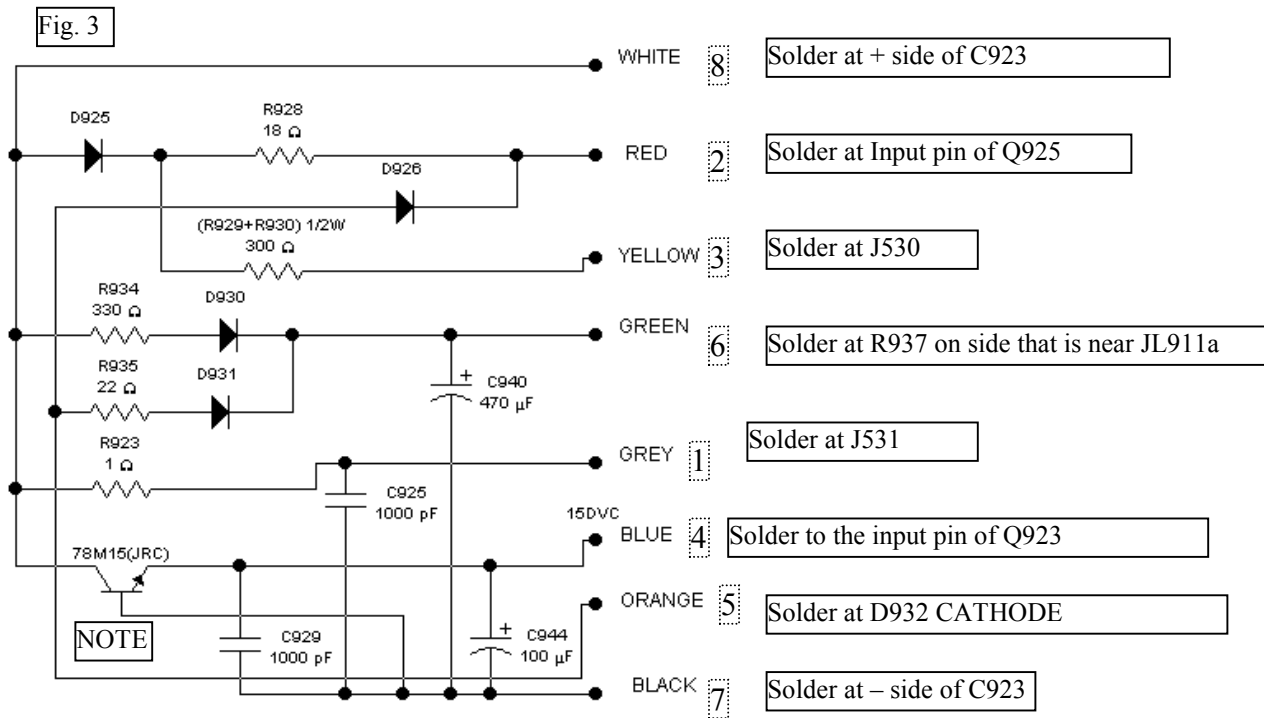 Fig. 3
WHITE 8 Solder at + side of C923
D925
R928
18 Ω
RED 2 Solder at Input pin of Q925
D926
(R929+R930) 1/2W
300 Ω
YELLOW 3 Solder at J530
R934
330 Ω
D930
GREEN 6 Solder at R937 on side that is near JL911a
R935
22 Ω
D931
+
C940
470 µF
R923
1 Ω
GREY 1 Solder at J531
C925
1000 pF
15DVC
BLUE 4 Solder to the input pin of Q923
78M15(JRC)
ORANGE 5 Solder at D932 CATHODE
NOTE
C929
1000 pF
+
C944
100 µF
BLACK 7 Solder at – side of C923